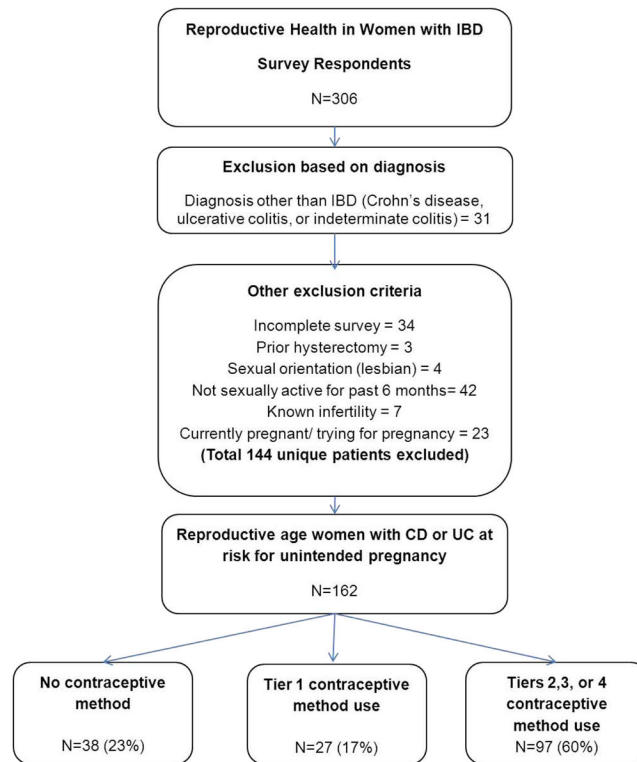 Reproductive Health in Women with IBD
Survey Respondents
N=306
Exclusion based on diagnosis
Diagnosis other than IBD (Crohn's disease,
ulcerative colitis, or indeterminate colitis) = 31
Other exclusion criteria
Incomplete survey = 34
Prior hysterectomy = 3
Sexual orientation (lesbian) = 4
Not sexually active for past 6 months= 42
Known infertility = 7
Currently pregnant/ trying for pregnancy = 23
(Total 144 unique patients excluded)
Reproductive age women with CD or UC at
risk for unintended pregnancy
N=162
No contraceptive
method
N=38 (23%)
Tier 1 contraceptive
method use
N=27 (17%)
Tiers 2,3, or 4
contraceptive
method use
N=97 (60%)